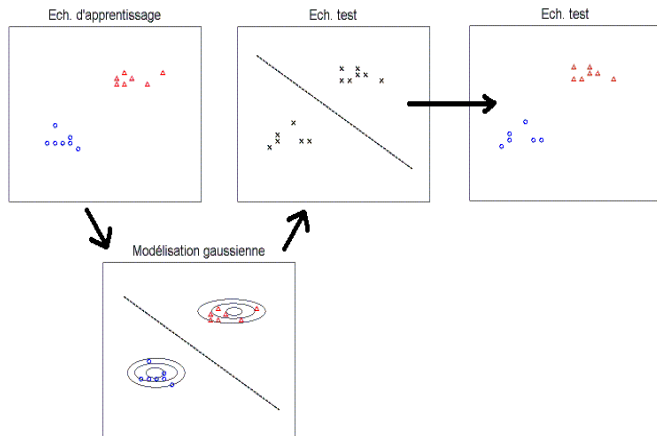 Ech. d'apprentissage
Ech. test
Ech. test
Modélisation gaussienne